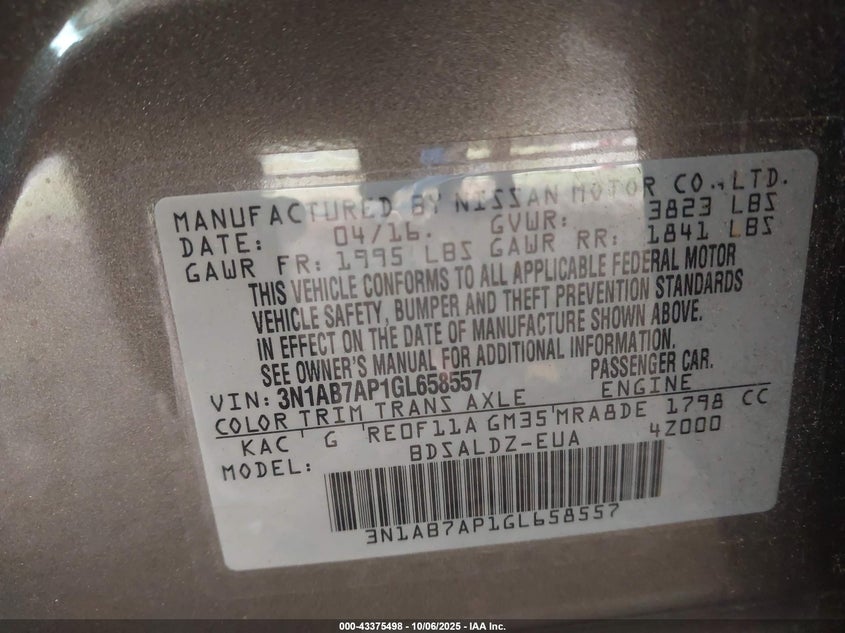 MANUFACTURED BY NISSAN MOTOR CO.,LTD.
DATE: 04/16. GVWR: 3823 LBS
GAWR FR: 1995 LBS GAWR RR: 1841 LBS
THIS VEHICLE CONFORMS TO ALL APPLICABLE FEDERAL MOTOR
VEHICLE SAFETY, BUMPER AND THEFT PREVENTION STANDARDS
IN EFFECT ON THE DATE OF MANUFACTURE SHOWN ABOVE.
SEE OWNER'S MANUAL FOR ADDITIONAL INFORMATION.
VIN: 3N1AB7AP1GL658557 PASSENGER CAR.
COLOR TRIM TRANS AXLE ENGINE
KAC G RE0F11A GM35 MRA8DE 1798 CC
MODEL: BDSALDZ-EUA 4Z000
3N1AB7AP1GL658557
000-43375498 - 10/06/2025 - IAA Inc.